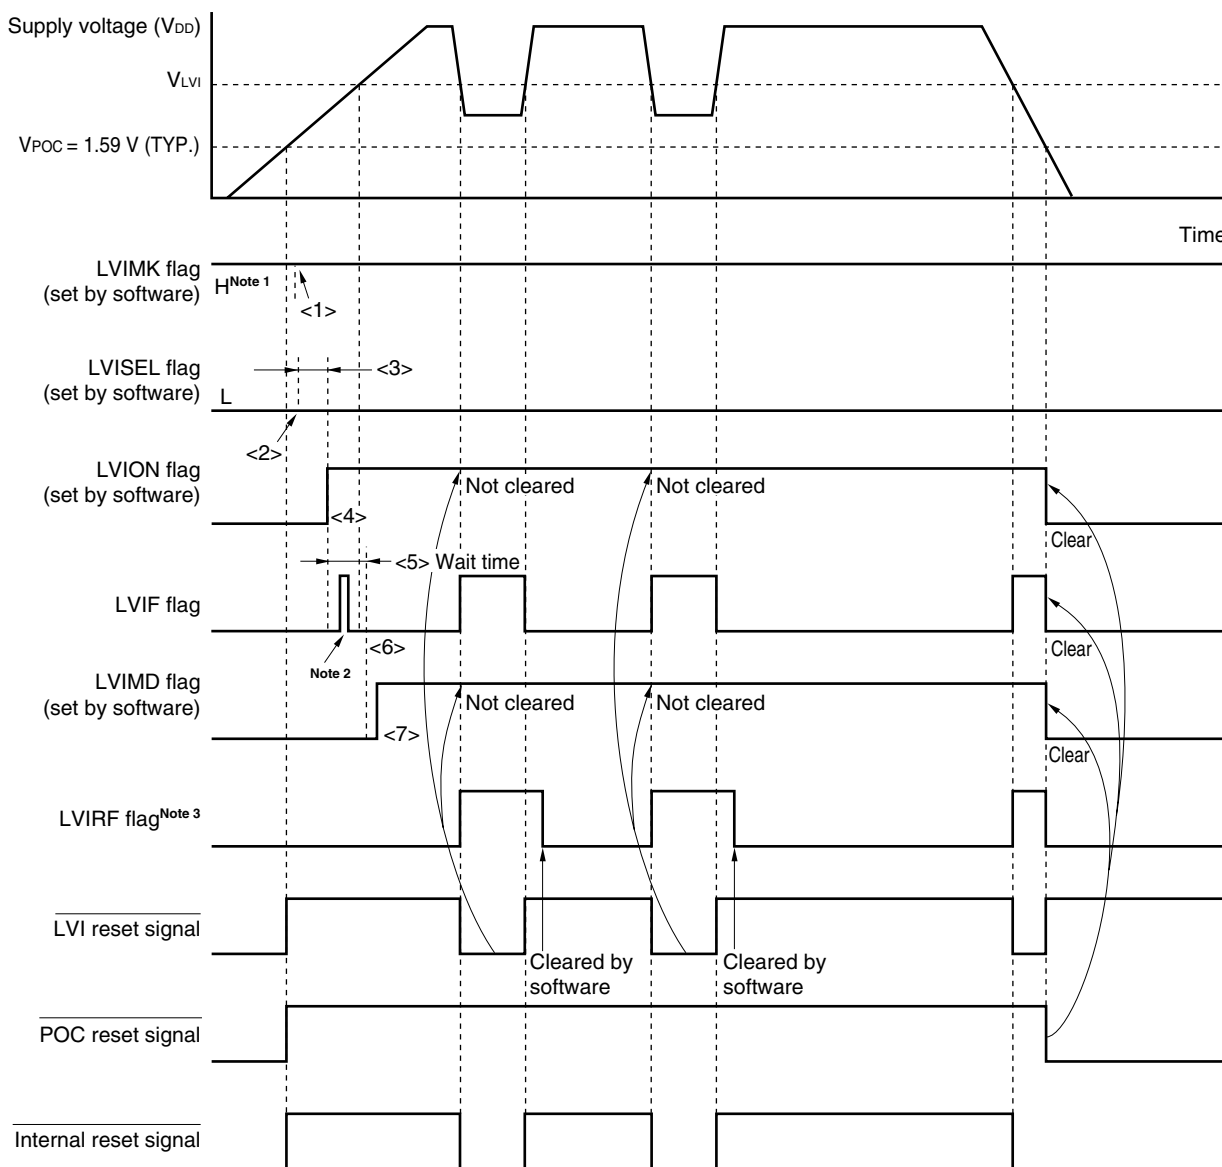 Supply voltage (VDD)
VLVI
VPOC = 1.59 V (TYP.)
Time
LVIMK flag
(set by software)
H Note 1
<1>
LVISEL flag
(set by software)
L
<3>
<2>
LVION flag
(set by software)
Not cleared
Not cleared
<4>
Clear
<5> Wait time
LVIF flag
Note 2
<6>
Clear
LVIMD flag
(set by software)
Not cleared
Not cleared
<7>
Clear
LVIRF flag Note 3
LVI reset signal
Cleared by
software
Cleared by
software
POC reset signal
Internal reset signal